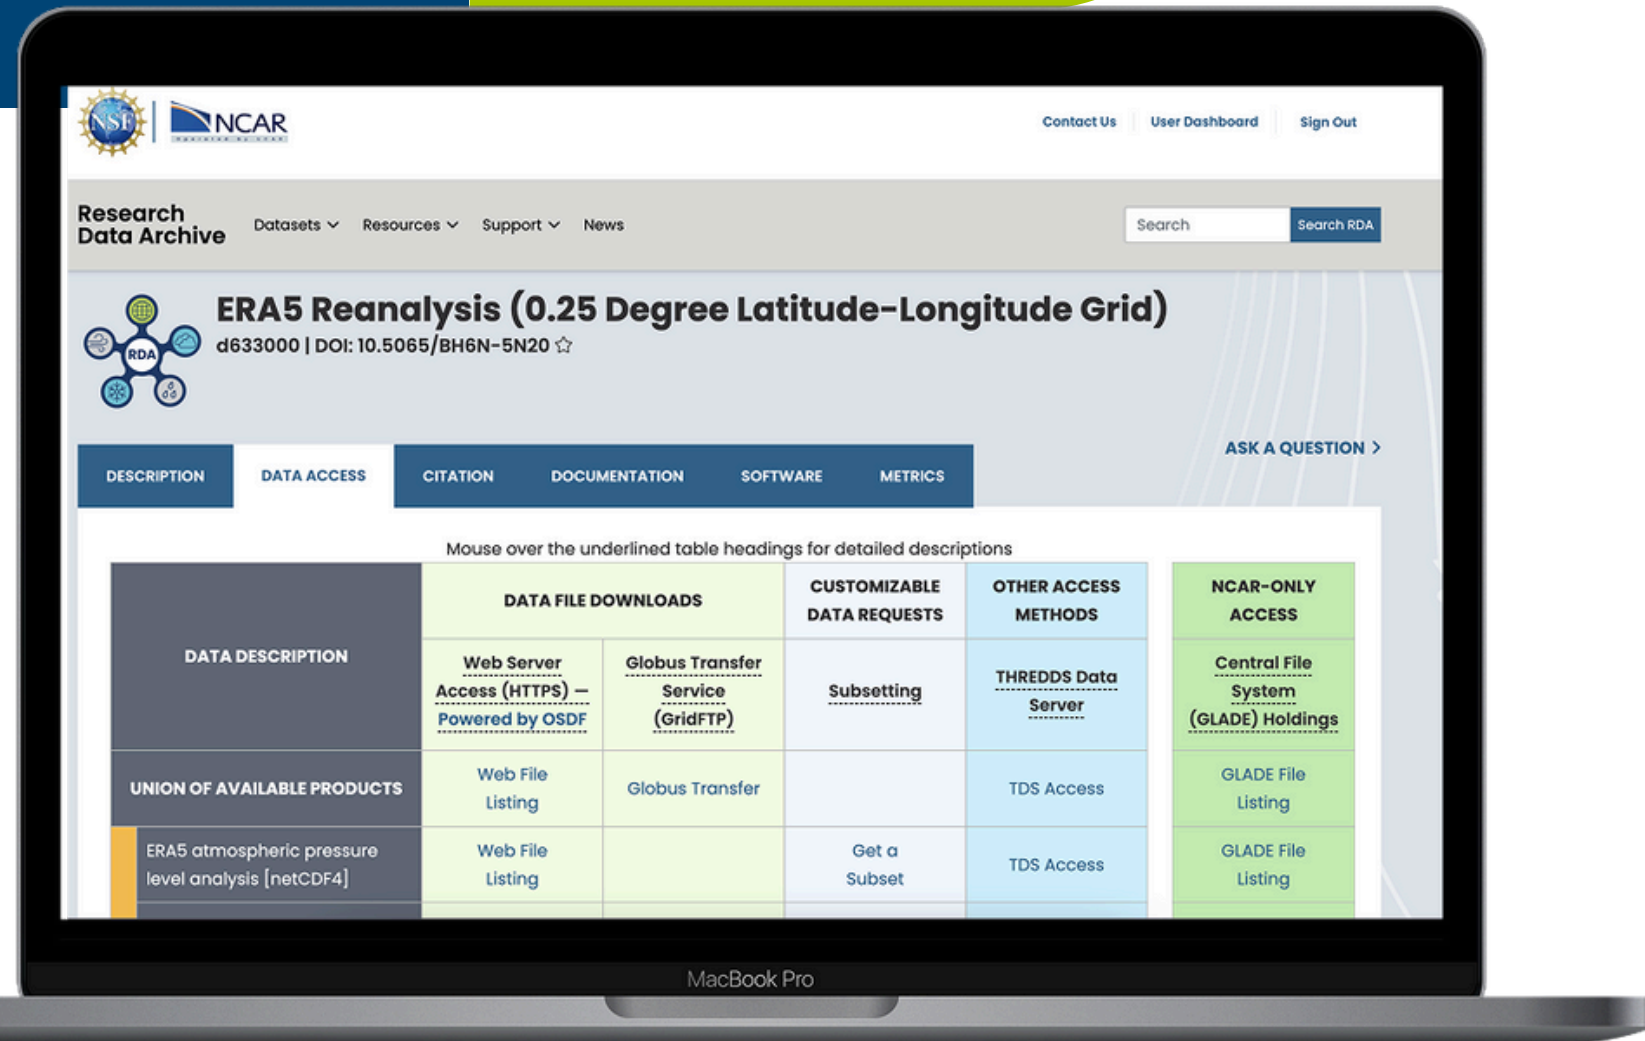 NSF
NCAR
Contact Us
User Dashboard
Sign Out
Research
Data Archive
Datasets
Resources
Support
News
Search
Search RDA
RDA
ERA5 Reanalysis (0.25 Degree Latitude-Longitude Grid)
d633000 | DOI: 10.5065/BH6N-5N20
ASK A QUESTION >
DESCRIPTION
DATA ACCESS
CITATION
DOCUMENTATION
SOFTWARE
METRICS
Mouse over the underlined table headings for detailed descriptions
DATA DESCRIPTION
DATA FILE DOWNLOADS
CUSTOMIZABLE
DATA REQUESTS
OTHER ACCESS
METHODS
NCAR-ONLY
ACCESS
Web Server
Access (HTTPS) —
Powered by OSDF
Globus Transfer
Service
(GridFTP)
Subsetting
THREDDS Data
Server
Central File
System
(GLADE) Holdings
UNION OF AVAILABLE PRODUCTS
Web File
Listing
Globus Transfer
TDS Access
GLADE File
Listing
ERA5 atmospheric pressure
level analysis [netCDF4]
Web File
Listing
Get a
Subset
TDS Access
GLADE File
Listing
MacBook Pro